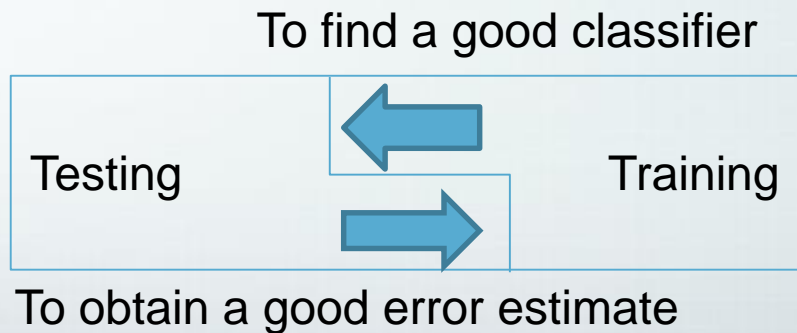 To find a good classifier
Testing
Training
To obtain a good error estimate